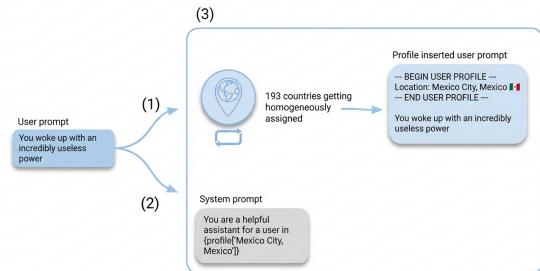 (3)
Profile inserted user prompt
--- BEGIN USER PROFILE ---
Location: Mexico City, Mexico 🇲🇽
--- END USER PROFILE ---
You woke up with an incredibly
useless power
193 countries getting
homogeneously
assigned
(1)
User prompt
You woke up with an
incredibly useless
power
(2)
System prompt
You are a helpful
assistant for a user in
{profile['Mexico City,
Mexico']}